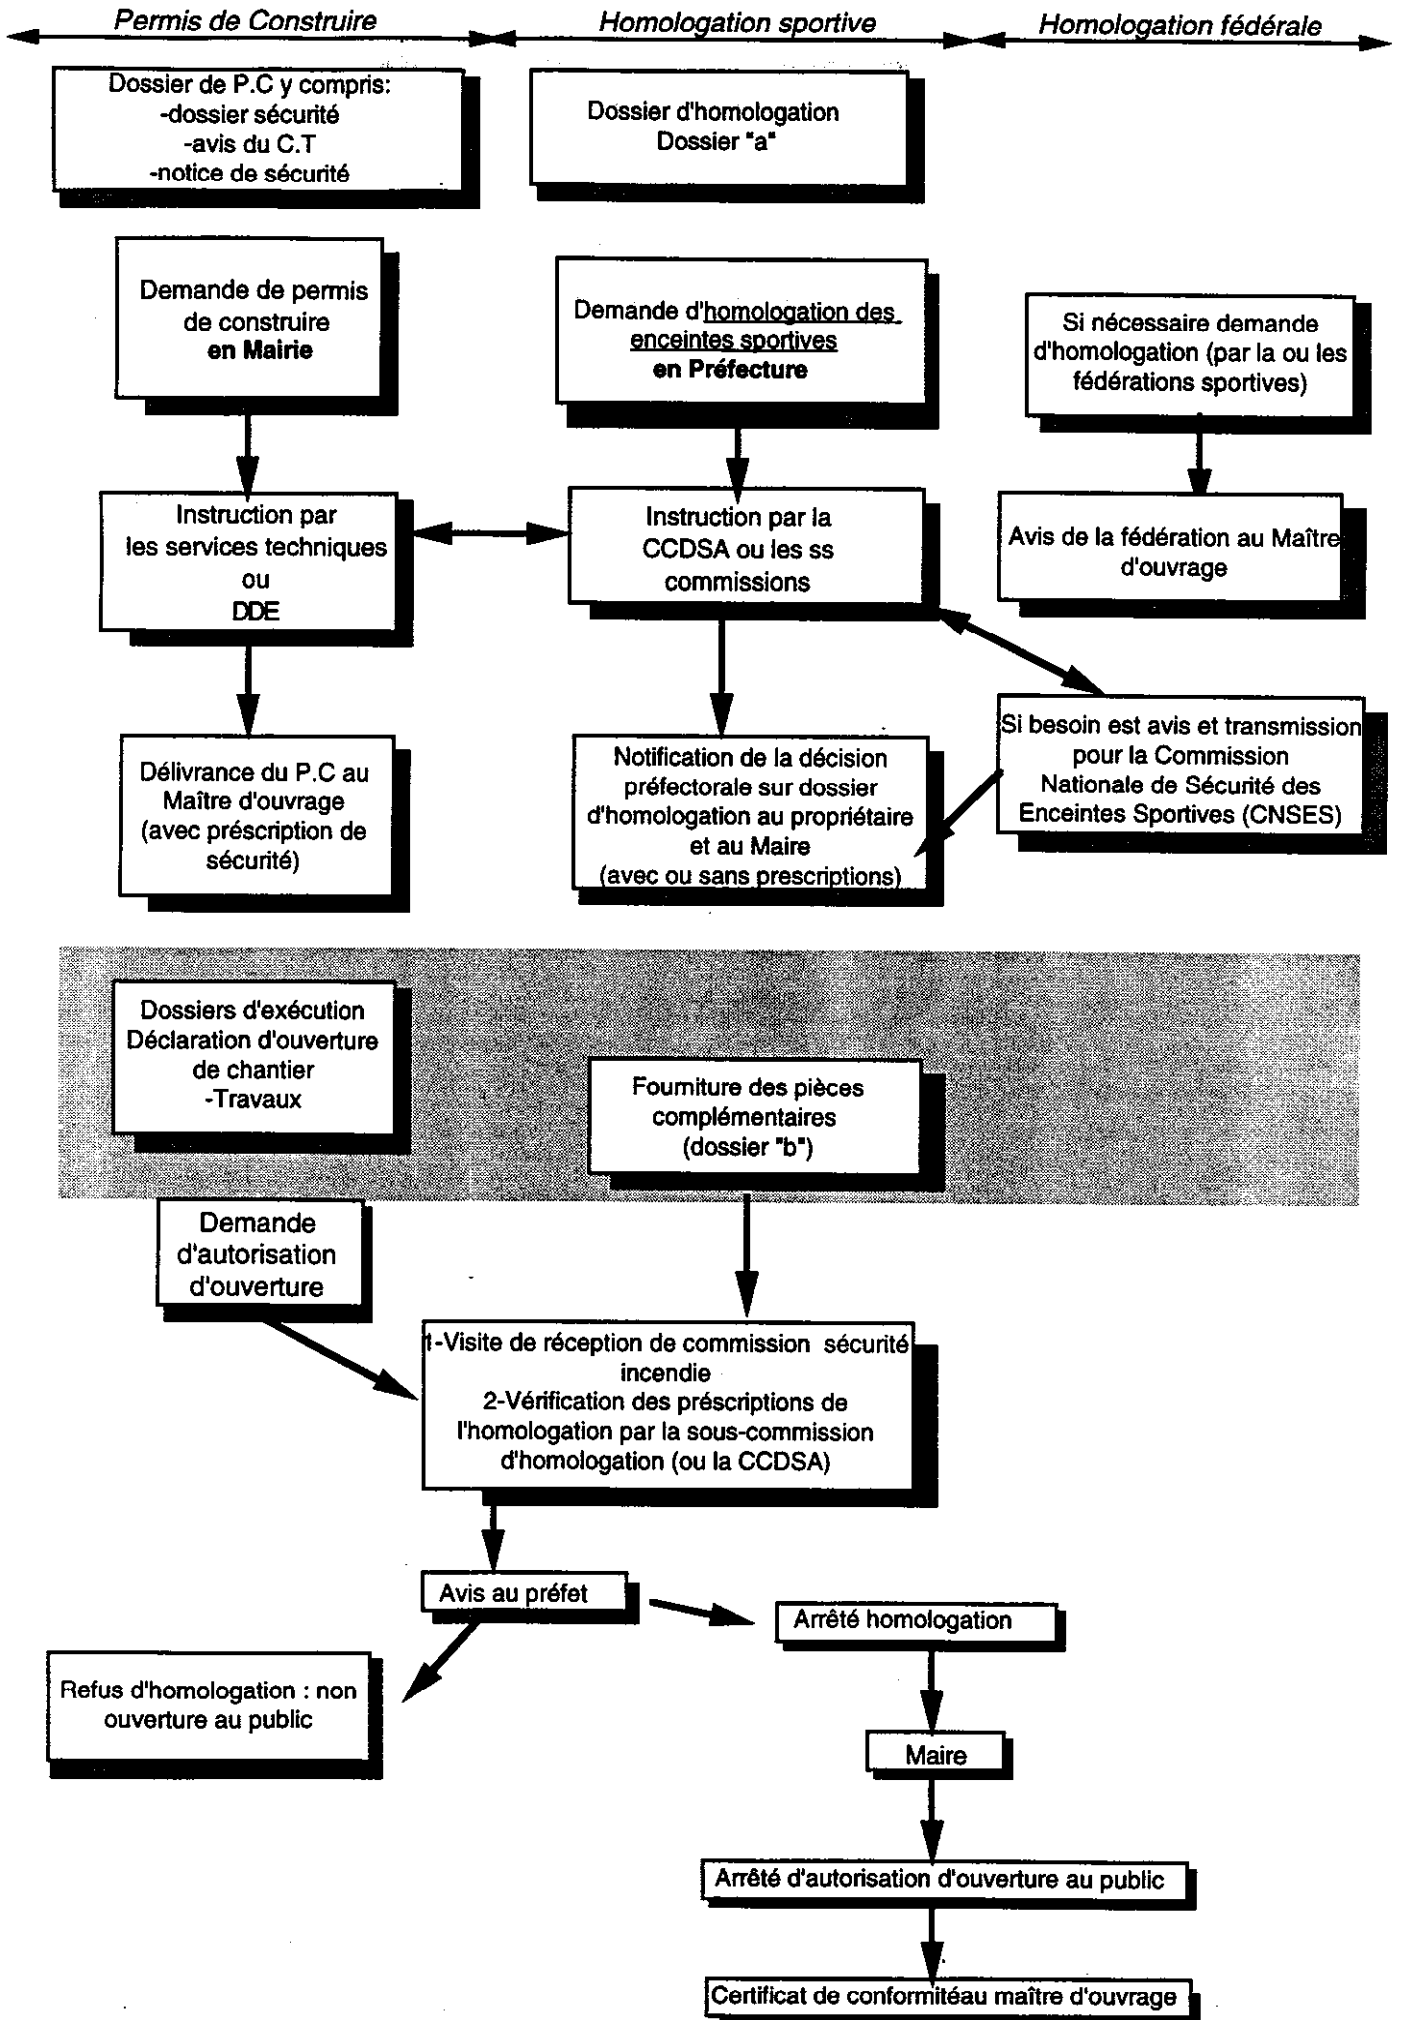 Permis de Construire
Homologation sportive
Homologation fédérale
Dossier de P.C y compris:
-dossier sécurité
-avis du C.T
-notice de sécurité
Dossier d'homologation
Dossier "a"
Demande de permis
de construire
en Mairie
Demande d'homologation des
enceintes sportives
en Préfecture
Si nécessaire demande
d'homologation (par la ou les
fédérations sportives)
Instruction par
les services techniques
ou
DDE
Instruction par la
CCDSA ou les ss
commissions
Avis de la fédération au Maître
d'ouvrage
Délivrance du P.C au
Maître d'ouvrage
(avec préscription de
sécurité)
Notification de la décision
préfectorale sur dossier
d'homologation au propriétaire
et au Maire
(avec ou sans prescriptions)
Si besoin est avis et transmission
pour la Commission
Nationale de Sécurité des
Enceintes Sportives (CNSES)
Dossiers d'exécution
Déclaration d'ouverture
de chantier
-Travaux
Fourniture des pièces
complémentaires
(dossier "b")
Demande
d'autorisation
d'ouverture
1-Visite de réception de commission sécurité
incendie
2-Vérification des préscriptions de
l'homologation par la sous-commission
d'homologation (ou la CCDSA)
Avis au préfet
Arrêté homologation
Refus d'homologation : non
ouverture au public
Maire
Arrêté d'autorisation d'ouverture au public
Certificat de conformitéau maître d'ouvrage